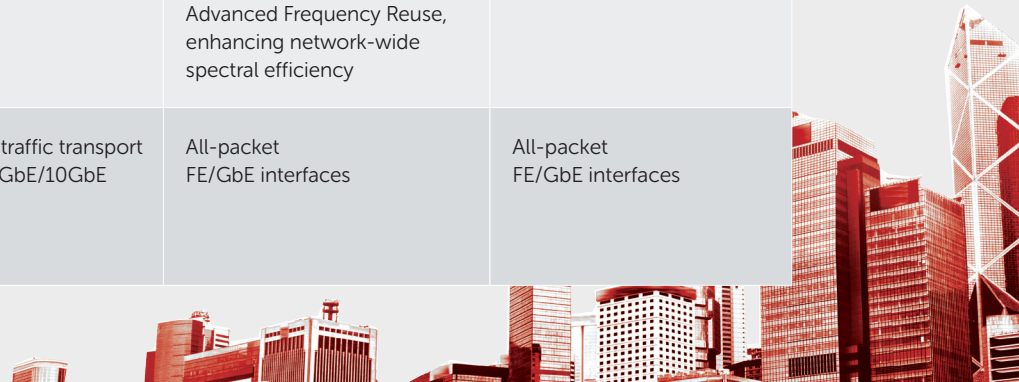 Advanced Frequency Reuse,
enhancing network-wide
spectral efficiency
traffic transport
GbE/10GbE
All-packet
FE/GbE interfaces
All-packet
FE/GbE interfaces